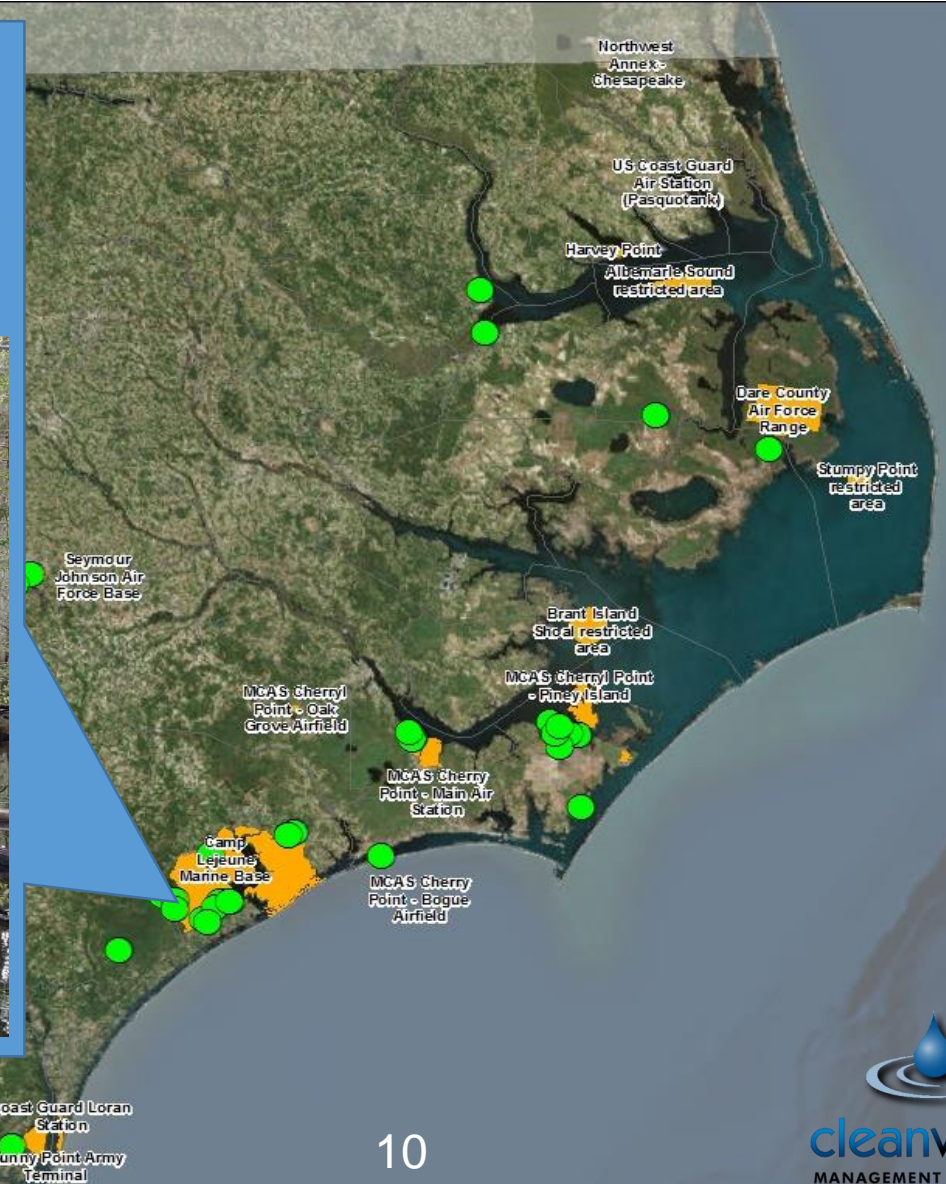 Northwest
Annex -
Chesapeake
US Coast Guard
Air Station
(Pasquotank)
Harvey Point
Albemarle Sound
restricted area
Dare County
Air Force
Range
Stumpy Point
restricted
area
Seymour
Johnson Air
Force Base
Brant Island
Shoal restricted
area
MCAS Cherryl Point
- Piney Island
MCAS Cherryl
Point - Oak
Grove Airfield
MCAS Cherry
Point - Main Air
Station
Camp
Lejeune
Marine Base
MCAS Cherry
Point - Bogue
Airfield
oast Guard Loran
Station
unny Point Army
Terminal
10
clean
MANAGEMENT